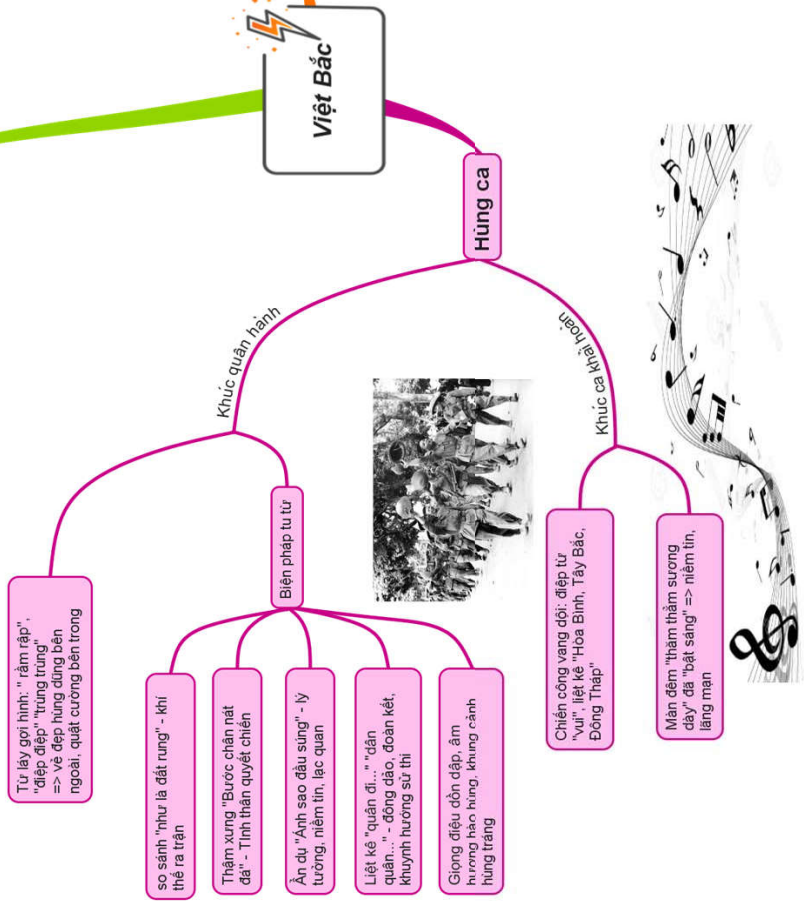 Việt Bắc
Hùng ca
Khúc quân hành
Từ láy gợi hình: " rầm rập",
"điệp điệp" "trùng trùng"
=> vẻ đẹp hùng dũng bên
ngoài, quật cường bên trong
Biện pháp tu từ
so sánh "như là đất rung" - khí
thế ra trận
Thậm xưng "Bước chân nát
đá" - Tinh thần quyết chiến
Ẩn dụ "Ánh sao đầu súng" - lý
tưởng, niềm tin, lạc quan
Liệt kê "quân đi..." "dân
quân..." - đông đảo, đoàn kết,
khuynh hướng sử thi
Giọng điệu dồn dập, âm
hưởng hào hùng, khung cảnh
hùng tráng
Khúc ca khải hoàn
Chiến công vang dội: điệp từ
"vui", liệt kê "Hòa Bình, Tây Bắc,
Đồng Tháp"
Màn đêm "thăm thẳm sương
dày" đã "bật sáng" => niềm tin,
lãng mạn